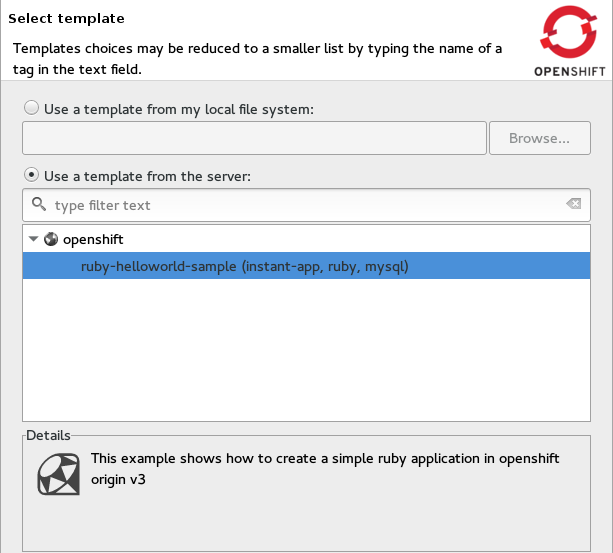 Select template
Templates choices may be reduced to a smaller list by typing the name of a
tag in the text field.
OPENSHIFT
Use a template from my local file system:
Browse...
Use a template from the server:
type filter text
openshift
ruby-helloworld-sample (instant-app, ruby, mysql)
Details
This example shows how to create a simple ruby application in openshift
origin v3